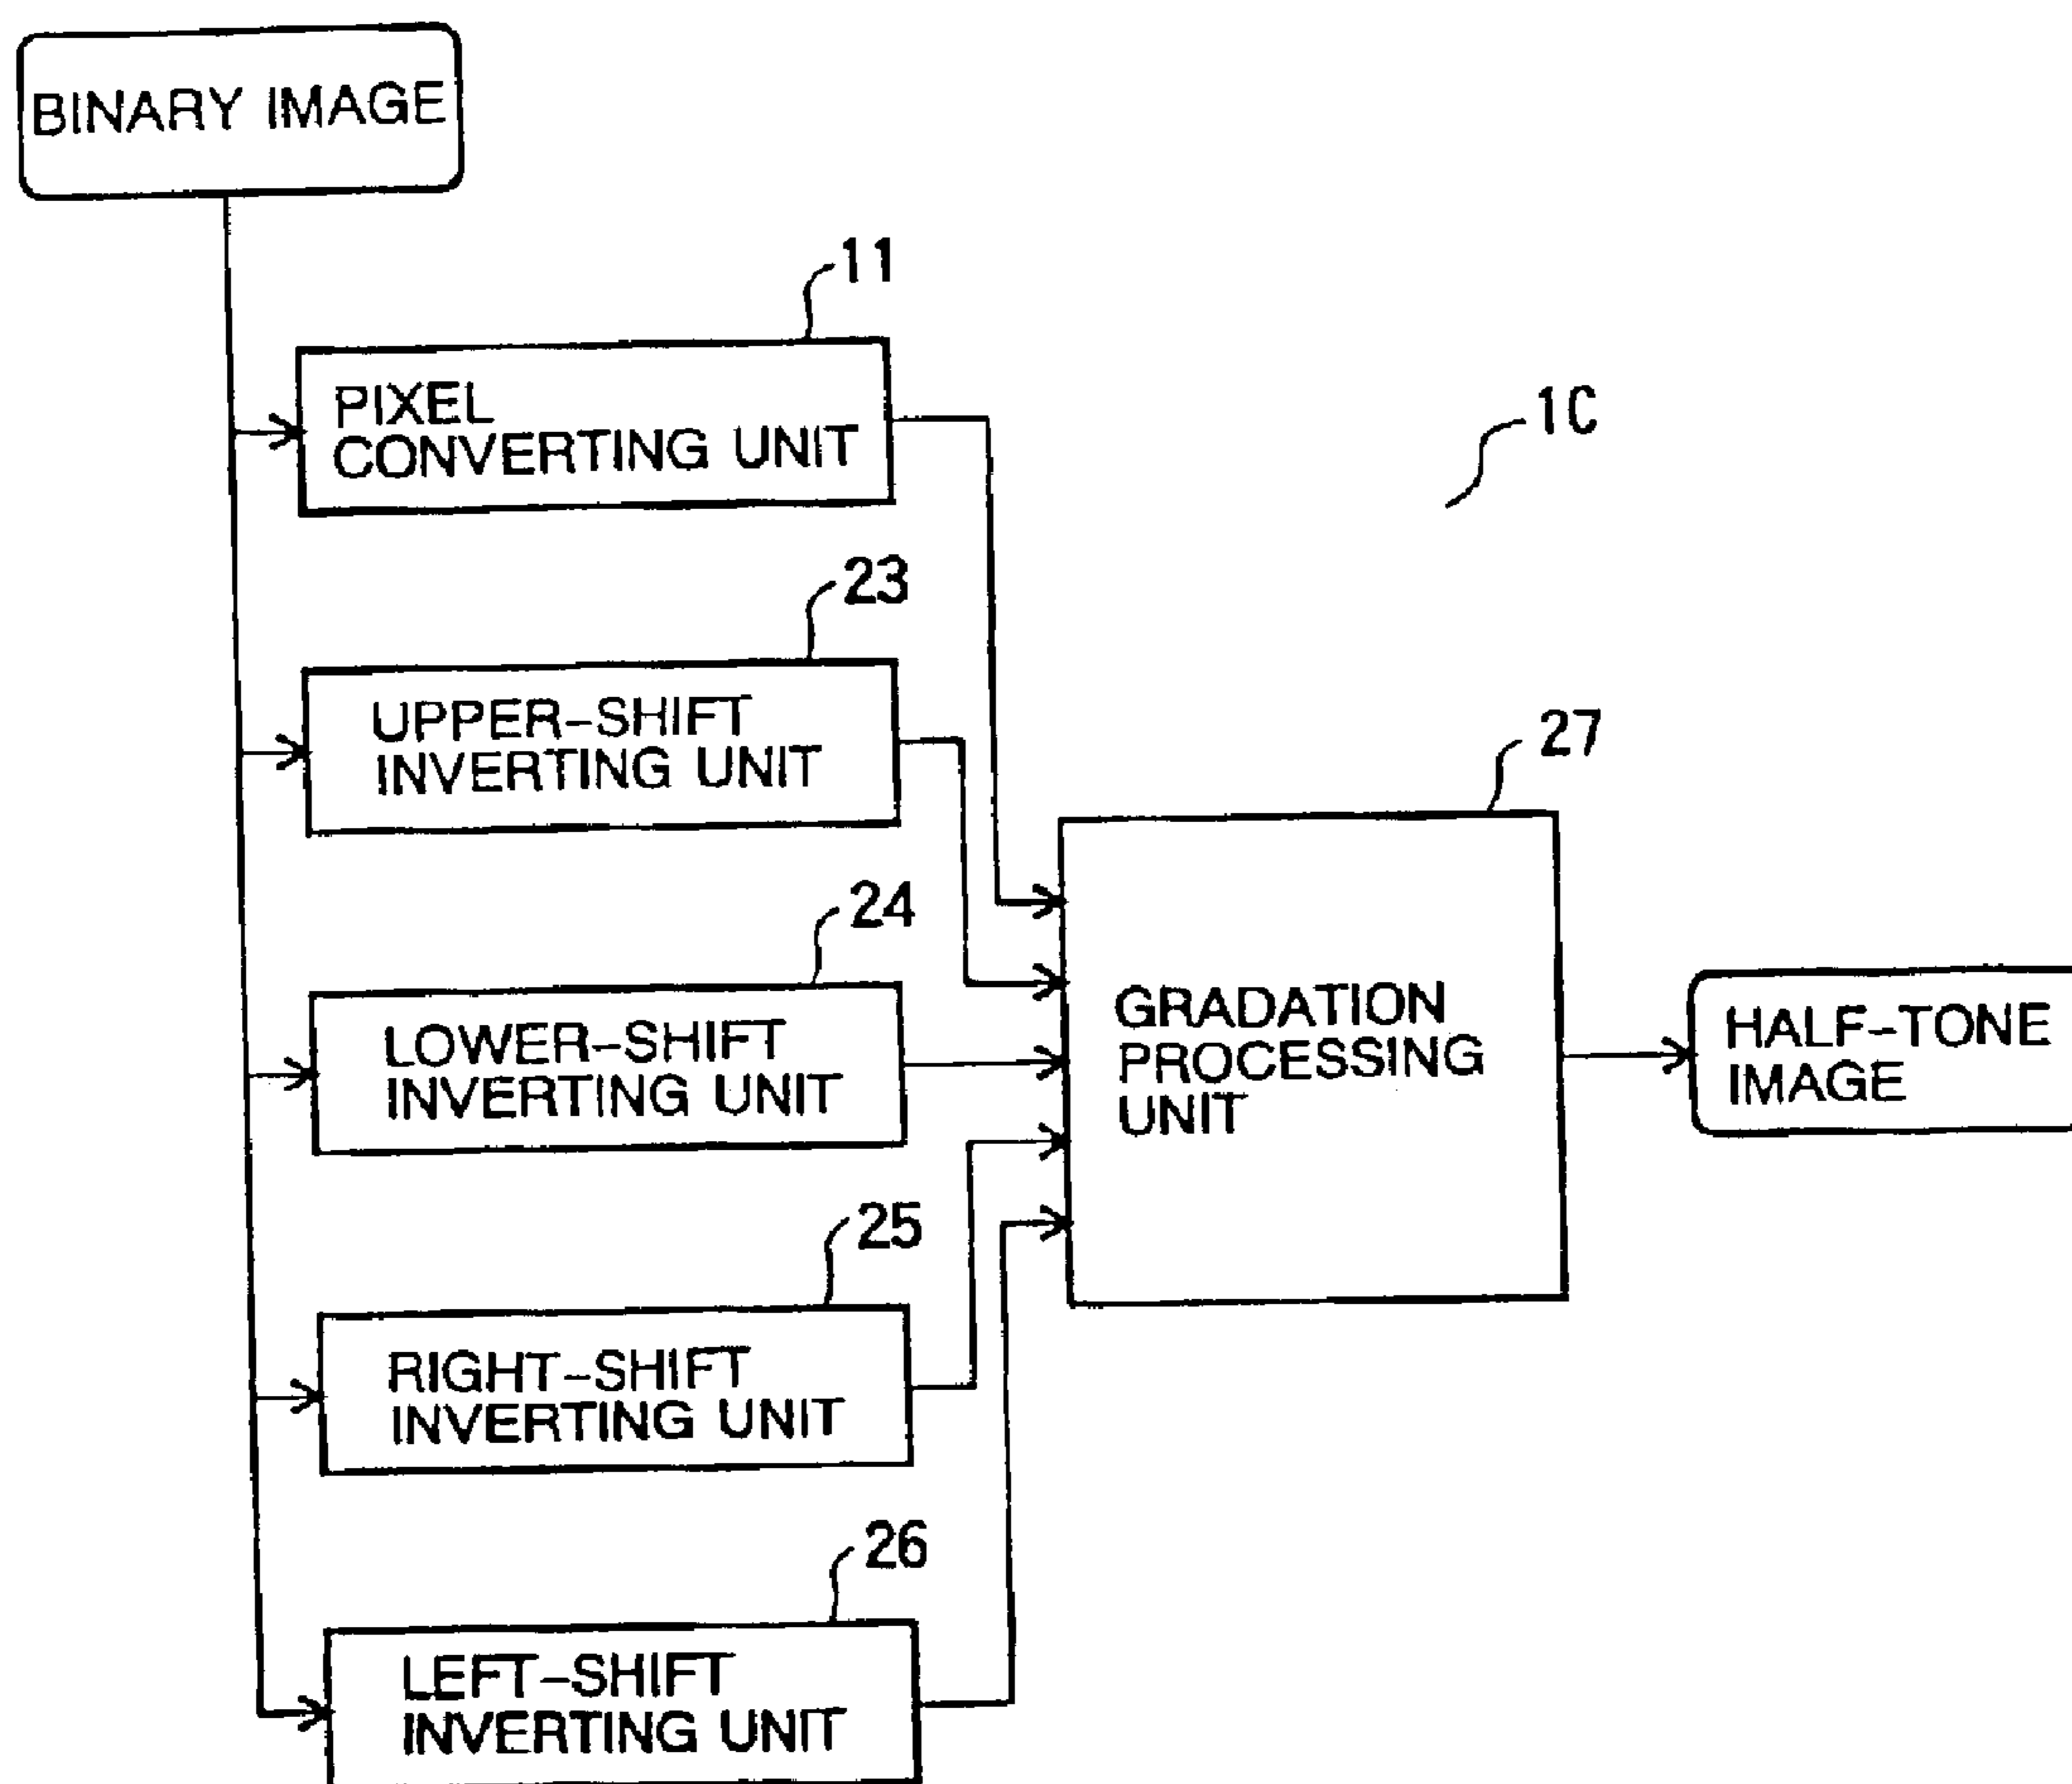 BINARY IMAGE
11
PIXEL
CONVERTING UNIT
1C
23
UPPER-SHIFT
INVERTING UNIT
27
24
LOWER-SHIFT
INVERTING UNIT
GRADATION
PROCESSING
UNIT
HALF-TONE
IMAGE
25
RIGHT-SHIFT
INVERTING UNIT
26
LEFT-SHIFT
INVERTING UNIT